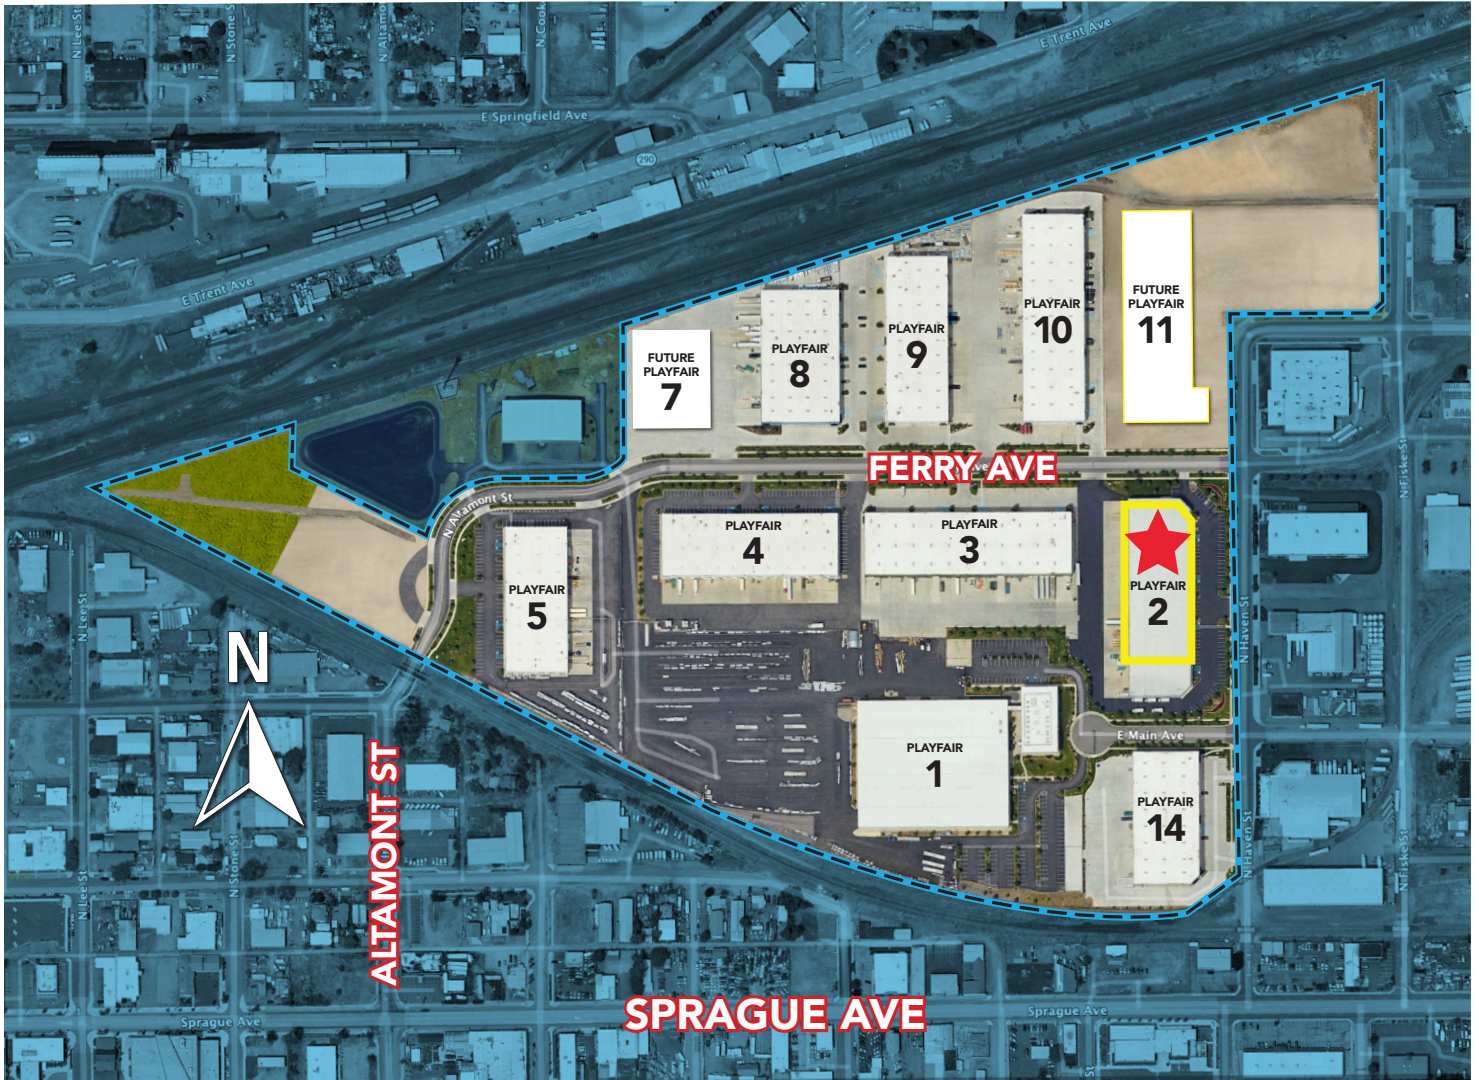 N Lee St
N Stone S
N Altamo
N Cook
E Trent Ave
E Springfield Ave
290
E Trent Ave
FUTURE
PLAYFAIR
7
PLAYFAIR
8
PLAYFAIR
9
PLAYFAIR
10
FUTURE
PLAYFAIR
11
FERRY AVE
Ave
N Fiske St
N Altamont St
PLAYFAIR
5
PLAYFAIR
4
PLAYFAIR
3
PLAYFAIR
2
N Lee St
N Haven St
N
E Main Ave
PLAYFAIR
1
PLAYFAIR
14
ALTAMONT ST
N Stone St
N Lee St
N Haven St
N Fiske St
SPRAGUE AVE
Sprague Ave
Sprague Ave
St